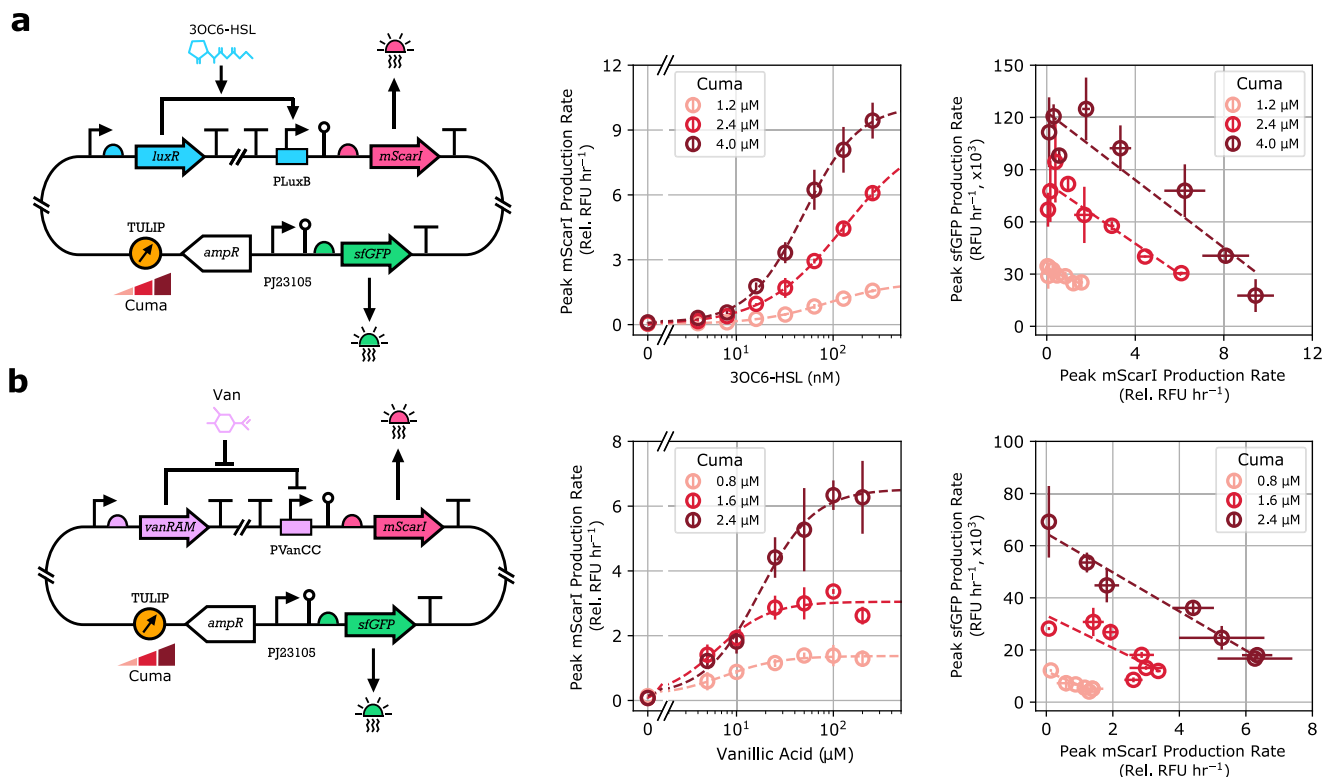 a
3OC6-HSL
luxR
PLuxB
mScarI
TULIP
ampR
PJ23105
sfGFP
Cuma
Peak mScarI Production Rate
(Rel. RFU hr⁻¹)
12
9
6
3
0
Cuma
1.2 µM
2.4 µM
4.0 µM
0
10¹
10²
3OC6-HSL (nM)
Peak sfGFP Production Rate
(RFU hr⁻¹, x10³)
150
120
90
60
30
0
Cuma
1.2 µM
2.4 µM
4.0 µM
0
4
8
12
Peak mScarI Production Rate
(Rel. RFU hr⁻¹)
b
Van
vanRAM
PVanCC
mScarI
TULIP
ampR
PJ23105
sfGFP
Cuma
Peak mScarI Production Rate
(Rel. RFU hr⁻¹)
8
6
4
2
0
Cuma
0.8 µM
1.6 µM
2.4 µM
0
10¹
10²
Vanillic Acid (µM)
Peak sfGFP Production Rate
(RFU hr⁻¹, x10³)
100
80
60
40
20
0
Cuma
0.8 µM
1.6 µM
2.4 µM
0
2
4
6
8
Peak mScarI Production Rate
(Rel. RFU hr⁻¹)